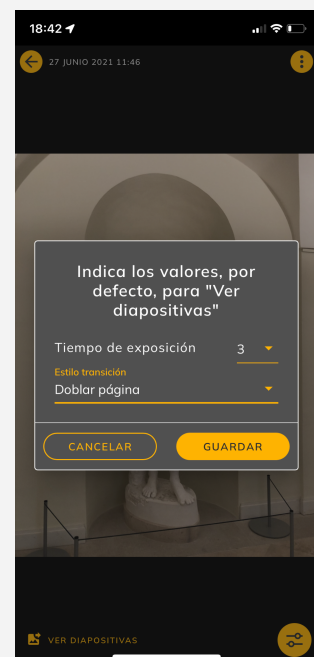 18:42
27 JUNIO 2021 11:46
Indica los valores, por
defecto, para "Ver
diapositivas"
Tiempo de exposición 3
Estilo transición
Doblar página
CANCELAR GUARDAR
VER DIAPOSITIVAS